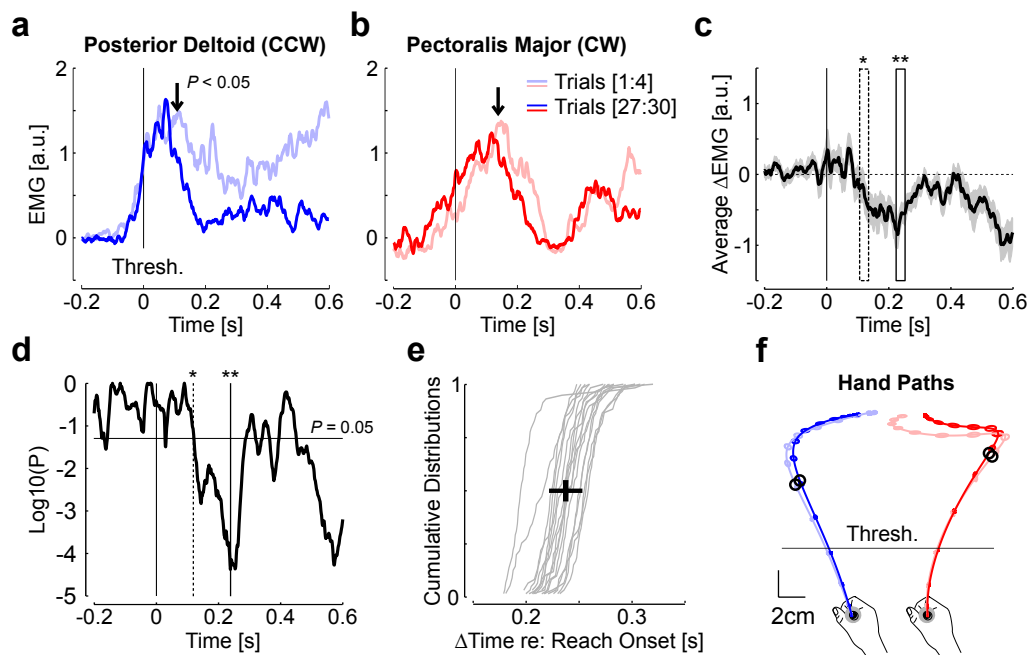 a
Posterior Deltoid (CCW)
EMG [a.u.]
2
1
0
P < 0.05
Thresh.
-0.2 0 0.2 0.4 0.6
Time [s]
b
Pectoralis Major (CW)
2
1
0
Trials [1:4]
Trials [27:30]
-0.2 0 0.2 0.4 0.6
Time [s]
c
* **
Average ΔEMG [a.u.]
1
0
-1
-0.2 0 0.2 0.4 0.6
Time [s]
d
* **
Log10(P)
-0
-1
-2
-3
-4
-5
P = 0.05
-0.2 0 0.2 0.4 0.6
Time [s]
e
Cumulative Distributions
1
0
0.2 0.3
ΔTime re: Reach Onset [s]
f
Hand Paths
Thresh.
2cm